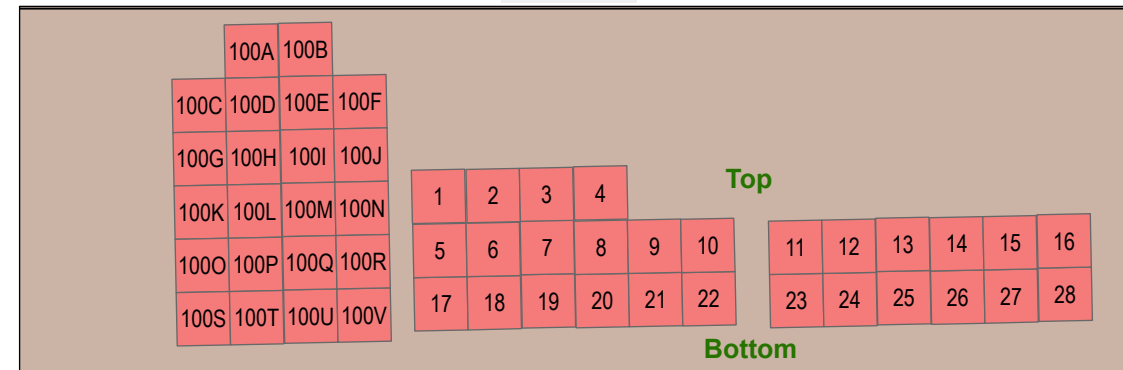 100A 100B
100C 100D 100E 100F
100G 100H 100I 100J
100K 100L 100M 100N
100O 100P 100Q 100R
100S 100T 100U 100V
1 2 3 4
Top
5 6 7 8 9 10
11 12 13 14 15 16
17 18 19 20 21 22
23 24 25 26 27 28
Bottom